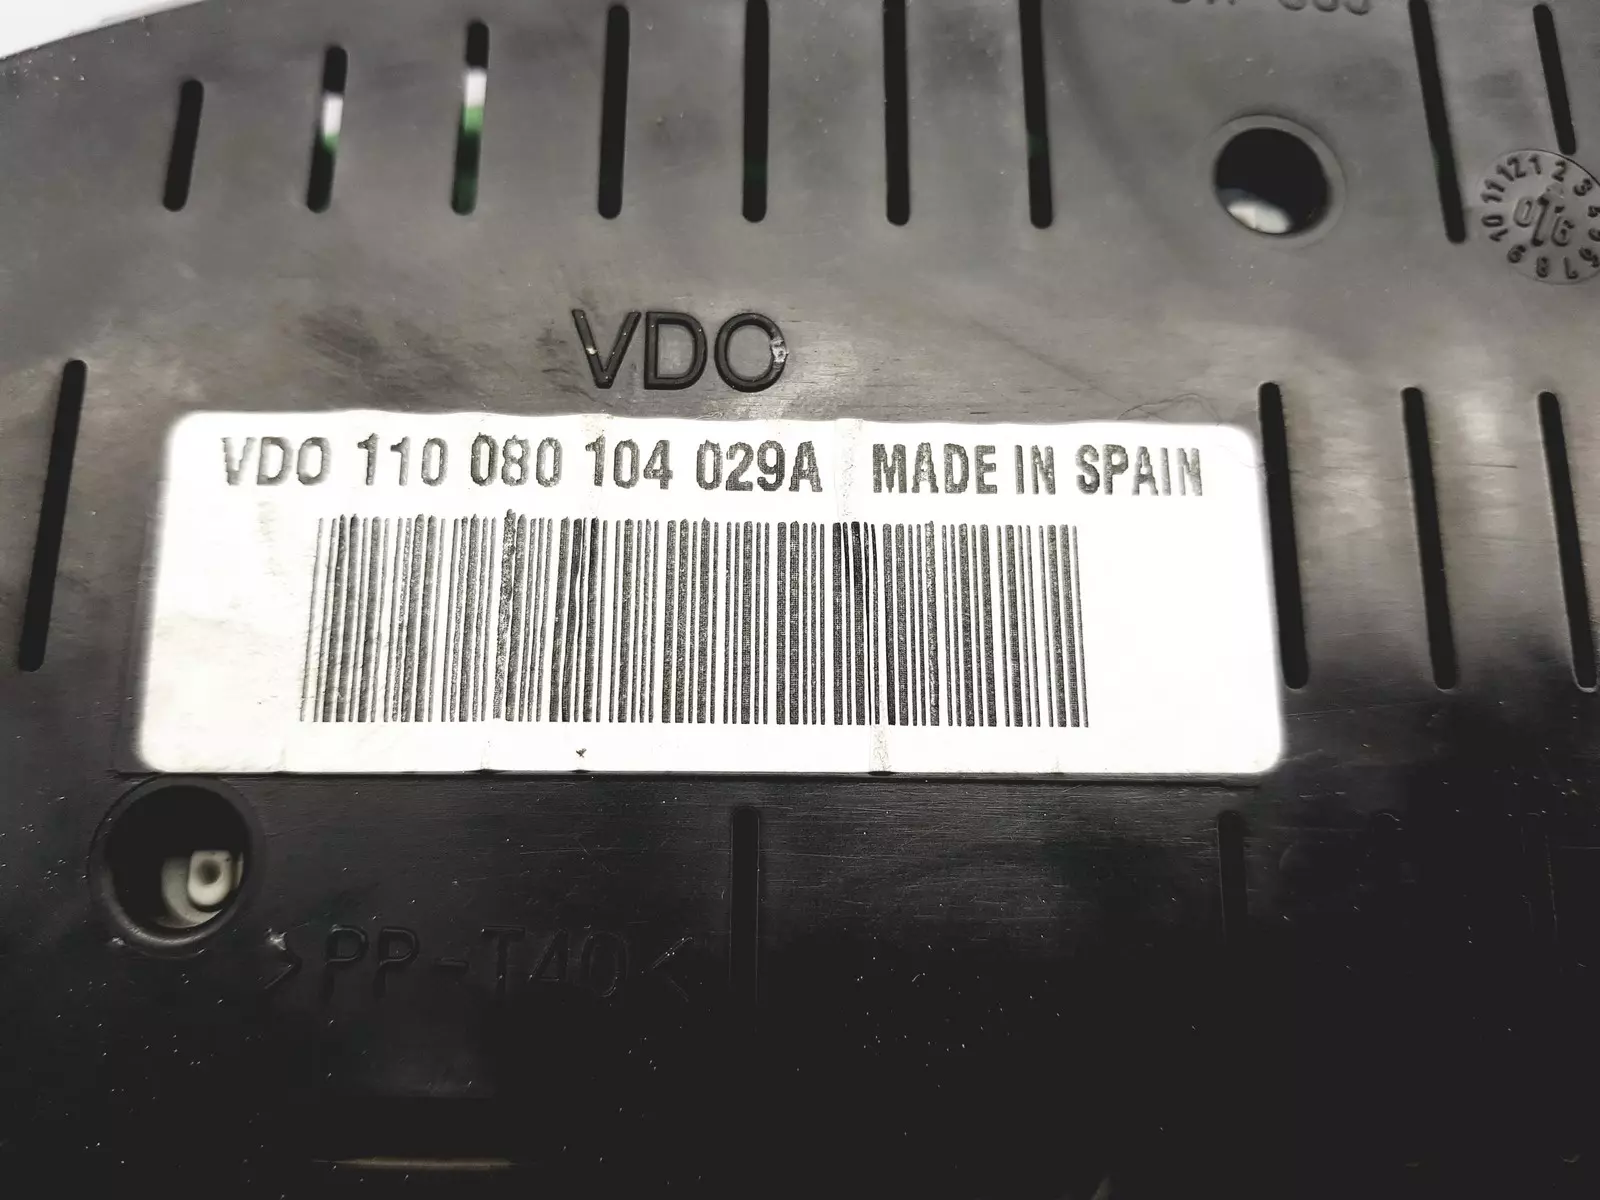 VDO
VDO 110 080 104 029A MADE IN SPAIN
>PP-T40<